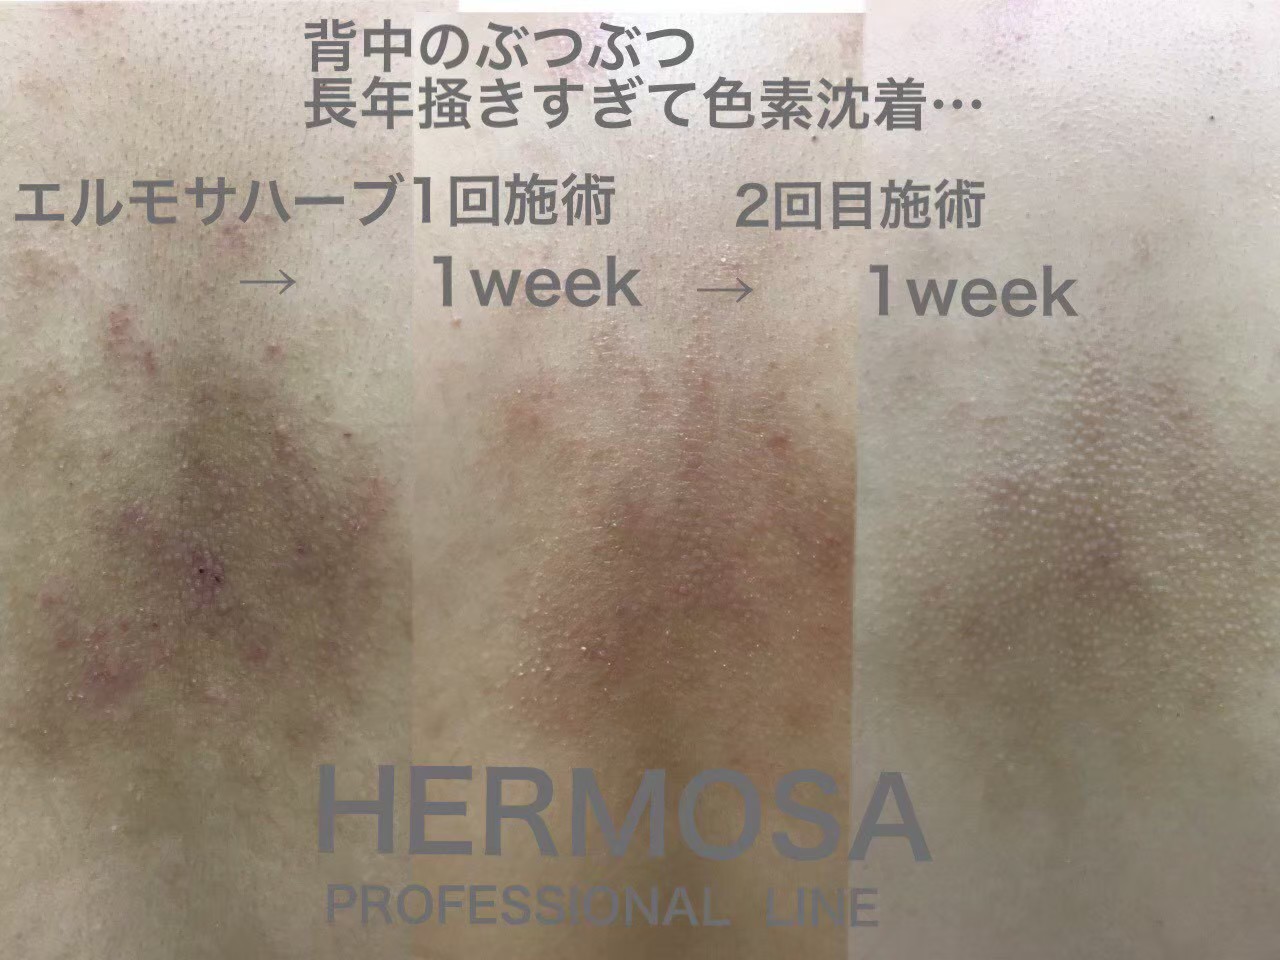 背中のぶつぶつ
長年掻きすぎて色素沈着…
エルモサハーブ1回施術
2回目施術
→ 1week → 1week
HERMOSA
PROFESSIONAL LINE